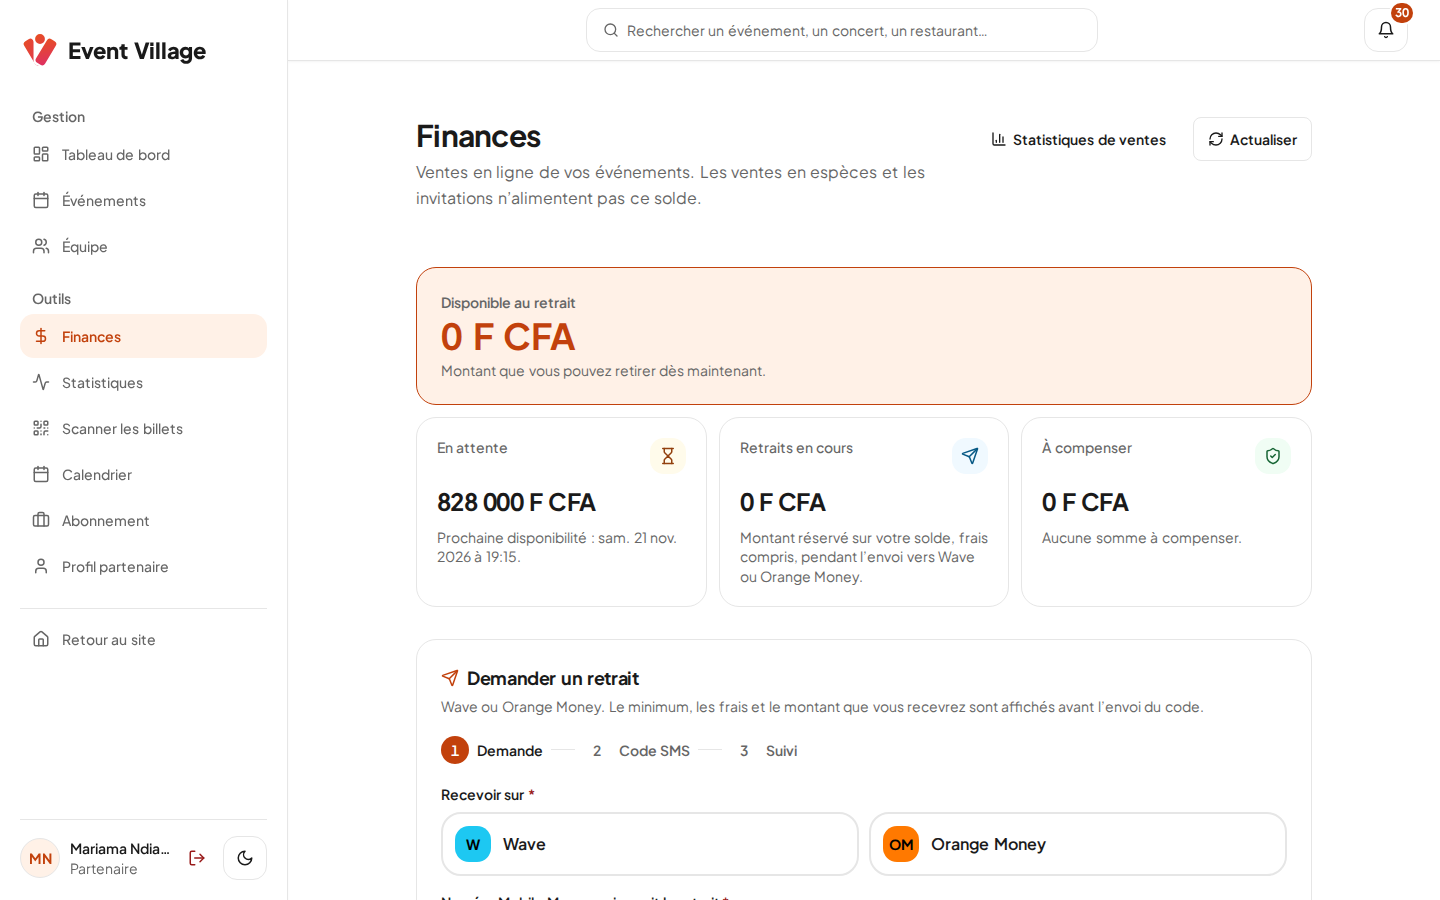 Event Village
Rechercher un événement, un concert, un restaurant…
30
Gestion
Tableau de bord
Événements
Équipe
Outils
Finances
Statistiques
Scanner les billets
Calendrier
Abonnement
Profil partenaire
Retour au site
MN
Mariama Ndia…
Partenaire
Finances
Ventes en ligne de vos événements. Les ventes en espèces et les
invitations n’alimentent pas ce solde.
Statistiques de ventes
Actualiser
Disponible au retrait
0 F CFA
Montant que vous pouvez retirer dès maintenant.
En attente
828 000 F CFA
Prochaine disponibilité : sam. 21 nov.
2026 à 19:15.
Retraits en cours
0 F CFA
Montant réservé sur votre solde, frais
compris, pendant l’envoi vers Wave
ou Orange Money.
À compenser
0 F CFA
Aucune somme à compenser.
Demander un retrait
Wave ou Orange Money. Le minimum, les frais et le montant que vous recevrez sont affichés avant l’envoi du code.
1 Demande 2 Code SMS 3 Suivi
Recevoir sur *
W Wave
OM Orange Money